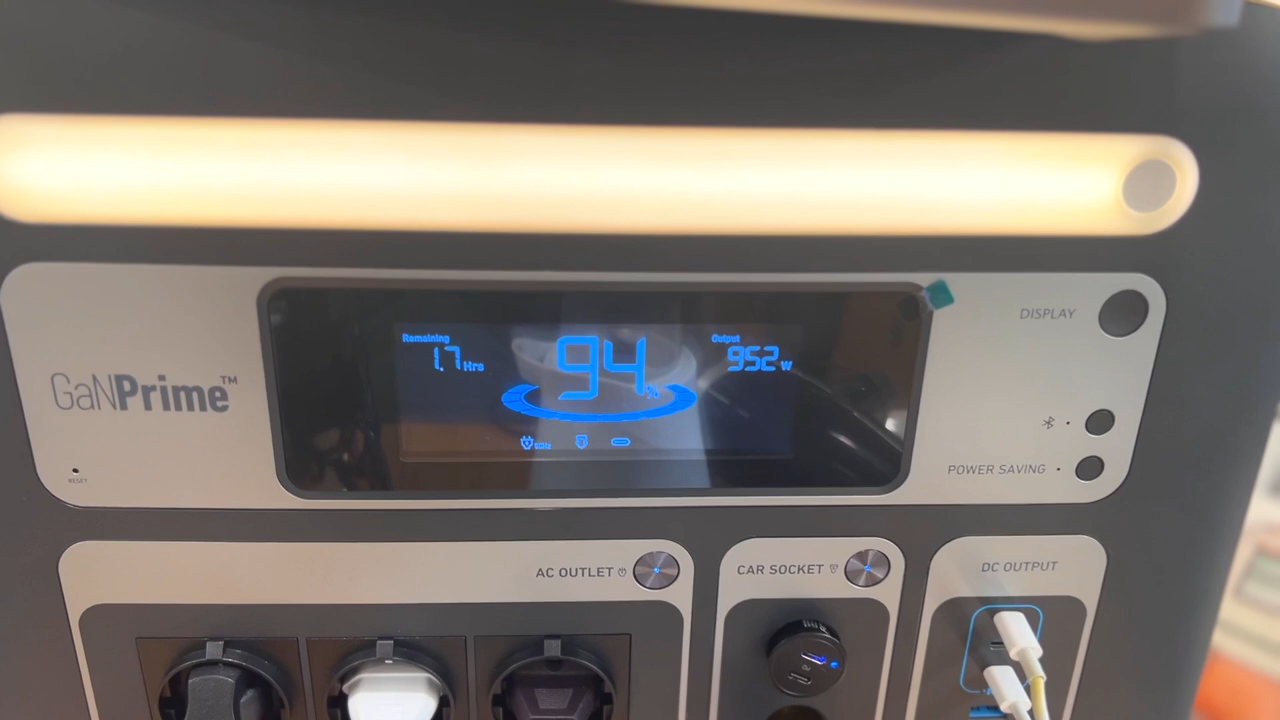 DISPLAY
Remaining
Output
1.7 Hrs
94%
952 W
GaNPrime™
POWER SAVING
RESET
AC OUTLET
CAR SOCKET
DC OUTPUT